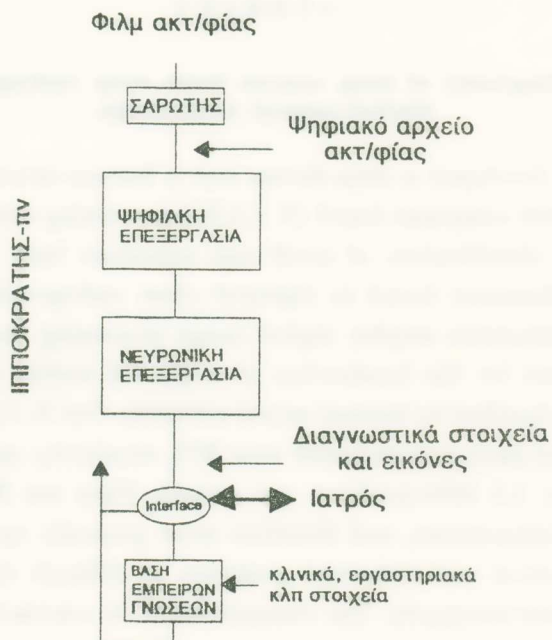 Φιλμ ακτ/φίας
ΣΑΡΩΤΗΣ
Ψηφιακό αρχείο
ακτ/φίας
ΨΗΦΙΑΚΗ
ΕΠΕΞΕΡΓΑΣΙΑ
ΙΠΠΟΚΡΑΤΗΣ-πν
ΝΕΥΡΩΝΙΚΗ
ΕΠΕΞΕΡΓΑΣΙΑ
Διαγνωστικά στοιχεία
και εικόνες
Interface
Ιατρός
ΒΑΣΗ
ΕΜΠΕΙΡΩΝ
ΓΝΩΣΕΩΝ
κλινικά, εργαστηριακά
κλπ στοιχεία